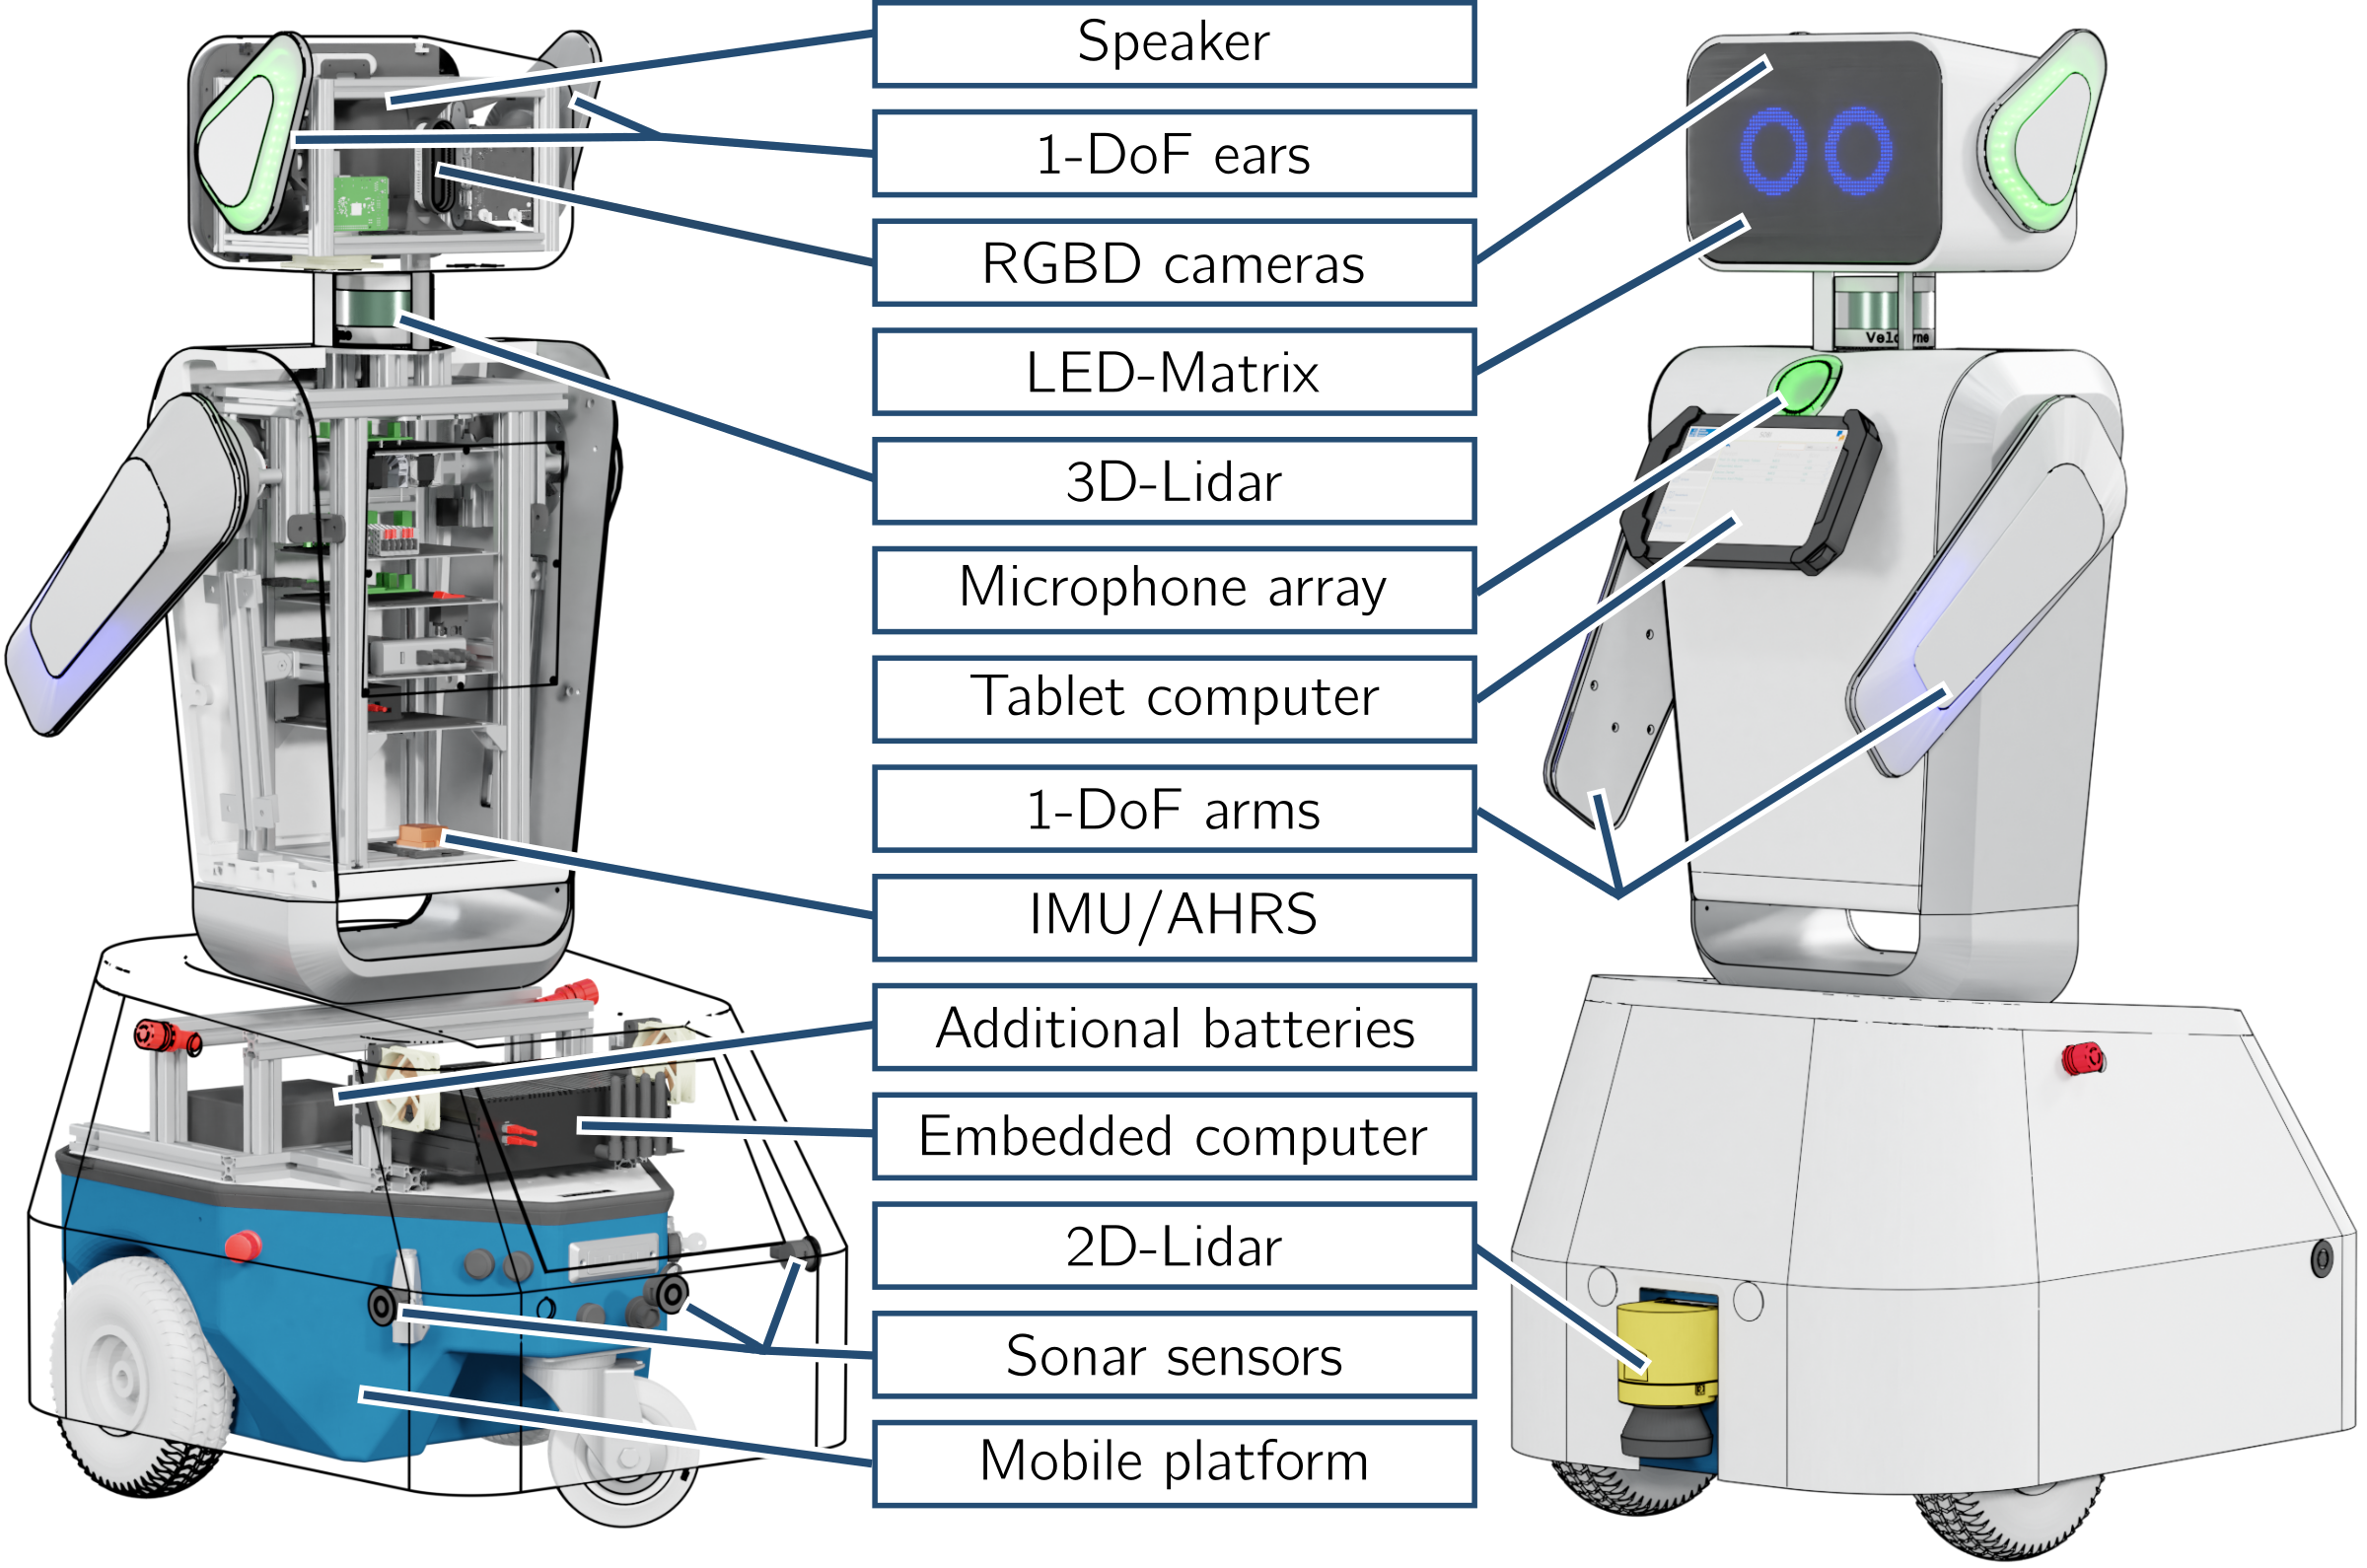 Speaker
1-DoF ears
RGBD cameras
LED-Matrix
3D-Lidar
Microphone array
Tablet computer
1-DoF arms
IMU/AHRS
Additional batteries
Embedded computer
2D-Lidar
Sonar sensors
Mobile platform